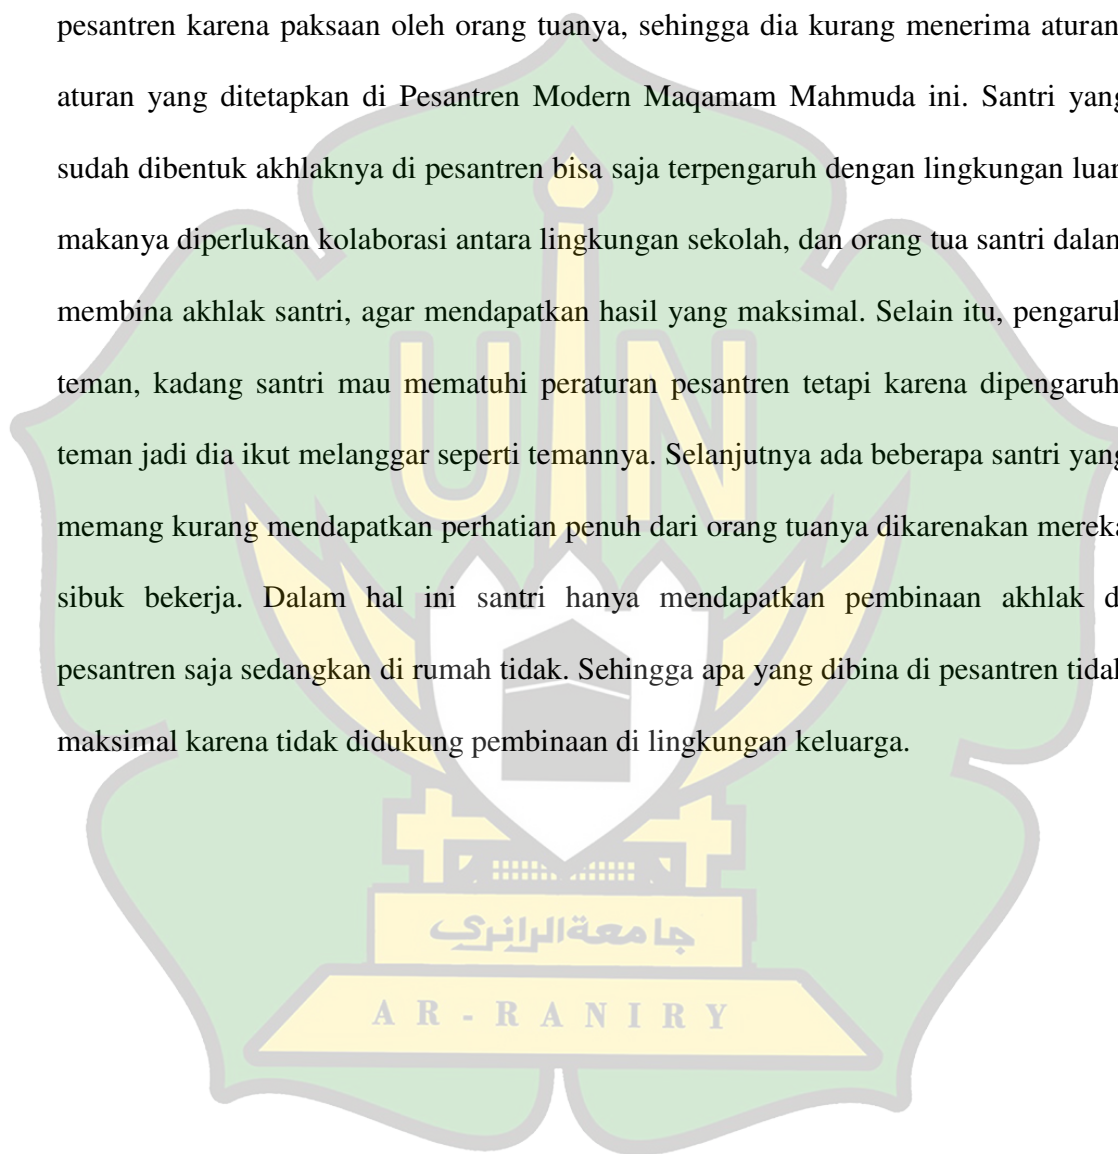 pesantren karena paksaan oleh orang tuanya, sehingga dia kurang menerima aturan
aturan yang ditetapkan di Pesantren Modern Maqamam Mahmuda ini. Santri yang
sudah dibentuk akhlaknya di pesantren bisa saja terpengaruh dengan lingkungan luar
makanya diperlukan kolaborasi antara lingkungan sekolah, dan orang tua santri dalam
membina akhlak santri, agar mendapatkan hasil yang maksimal. Selain itu, pengaruh
teman, kadang santri mau mematuhi peraturan pesantren tetapi karena dipengaruh
teman jadi dia ikut melanggar seperti temannya. Selanjutnya ada beberapa santri yang
memang kurang mendapatkan perhatian penuh dari orang tuanya dikarenakan mereka
sibuk bekerja. Dalam hal ini santri hanya mendapatkan pembinaan akhlak d
pesantren saja sedangkan di rumah tidak. Sehingga apa yang dibina di pesantren tidak
maksimal karena tidak didukung pembinaan di lingkungan keluarga.
UIN
جامعة الرانري
AR-RANIRY